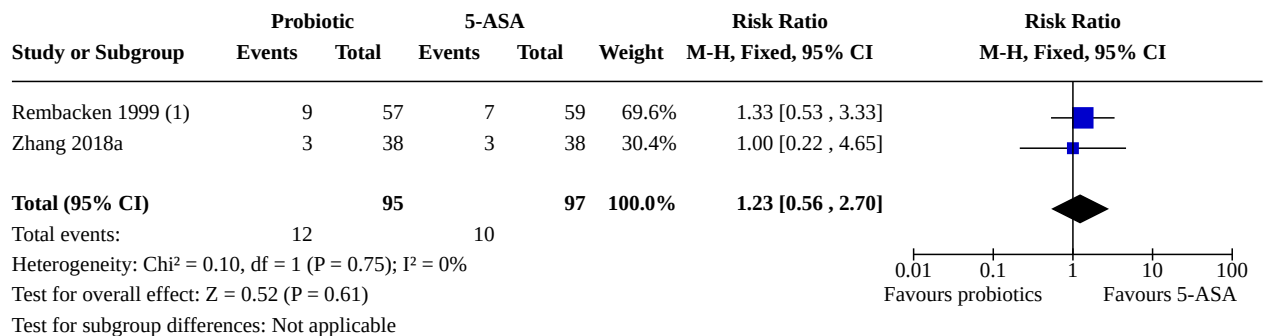 Probiotic 5-ASA Risk Ratio Risk Ratio
Study or Subgroup Events Total Events Total Weight M-H, Fixed, 95% CI M-H, Fixed, 95% CI
Rembacken 1999 (1) 9 57 7 59 69.6% 1.33 [0.53 , 3.33]
Zhang 2018a 3 38 3 38 30.4% 1.00 [0.22 , 4.65]
Total (95% CI) 95 97 100.0% 1.23 [0.56 , 2.70]
Total events: 12 10
Heterogeneity: Chi² = 0.10, df = 1 (P = 0.75); I² = 0%
0.01 0.1 1 10 100
Test for overall effect: Z = 0.52 (P = 0.61)
Favours probiotics Favours 5-ASA
Test for subgroup differences: Not applicable